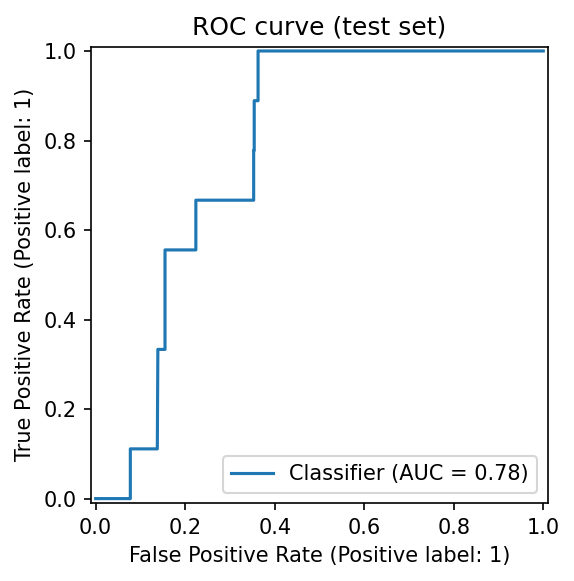 ROC curve (test set)
True Positive Rate (Positive label: 1)
1.0
0.8
0.6
0.4
0.2
0.0
Classifier (AUC = 0.78)
0.0 0.2 0.4 0.6 0.8 1.0
False Positive Rate (Positive label: 1)